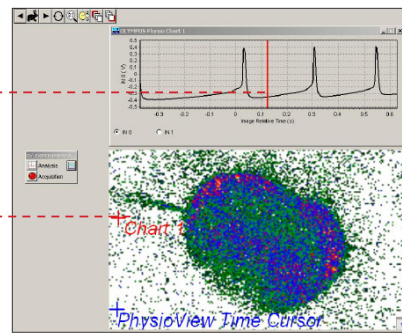 OLYMPUS Physio Chart 1
IN 0 ( V)
0.5
0.4
0.3
0.2
0.1
0
-0.1
-0.2
-0.3
-0.4
-0.5
-0.3
-0.2
-0.1
0
0.1
0.2
0.3
0.4
0.5
0.6
Image Relative Time (s)
IN 0
IN 1
Analysis
Acquisition
Chart 1
PhysioView Time Cursor